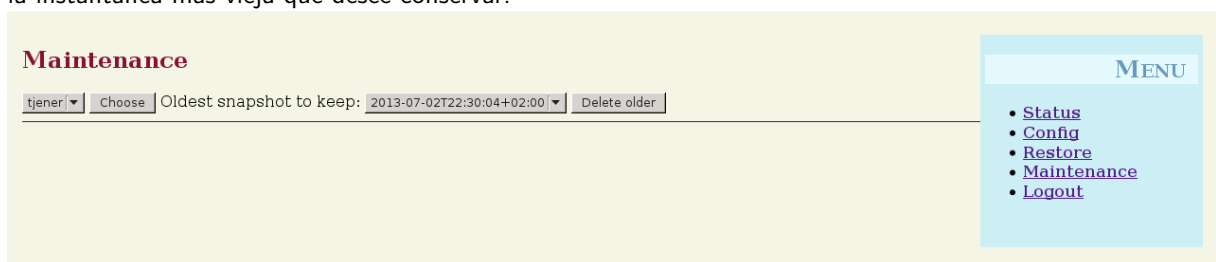 la instantánea más vieja que desee conservar.
Maintenance
tjener Choose Oldest snapshot to keep: 2013-07-02T22:30:04+02:00 Delete older
MENU
• Status
• Config
• Restore
• Maintenance
• Logout